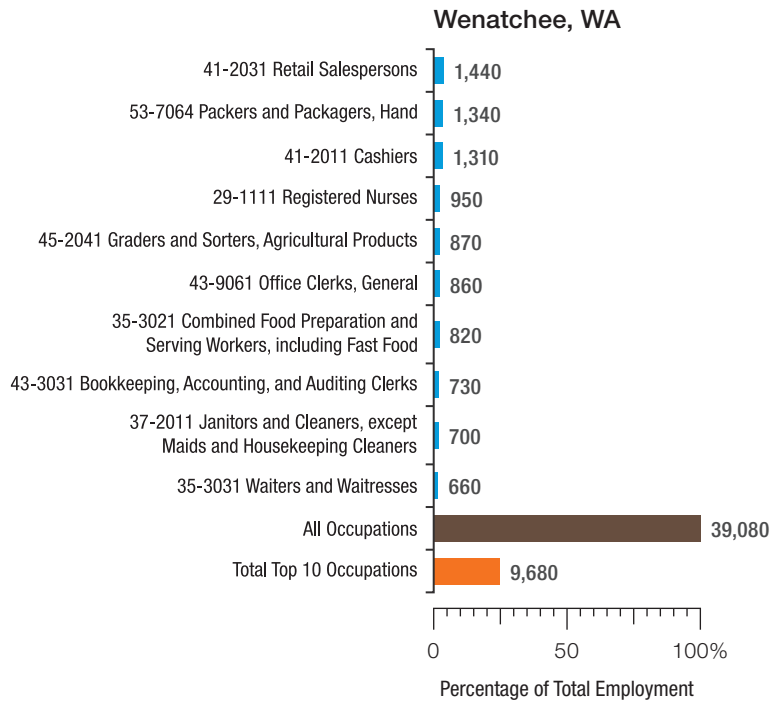 Wenatchee, WA
41-2031 Retail Salespersons 1,440
53-7064 Packers and Packagers, Hand 1,340
41-2011 Cashiers 1,310
29-1111 Registered Nurses 950
45-2041 Graders and Sorters, Agricultural Products 870
43-9061 Office Clerks, General 860
35-3021 Combined Food Preparation and
Serving Workers, including Fast Food 820
43-3031 Bookkeeping, Accounting, and Auditing Clerks 730
37-2011 Janitors and Cleaners, except
Maids and Housekeeping Cleaners 700
35-3031 Waiters and Waitresses 660
All Occupations 39,080
Total Top 10 Occupations 9,680
0 50 100%
Percentage of Total Employment